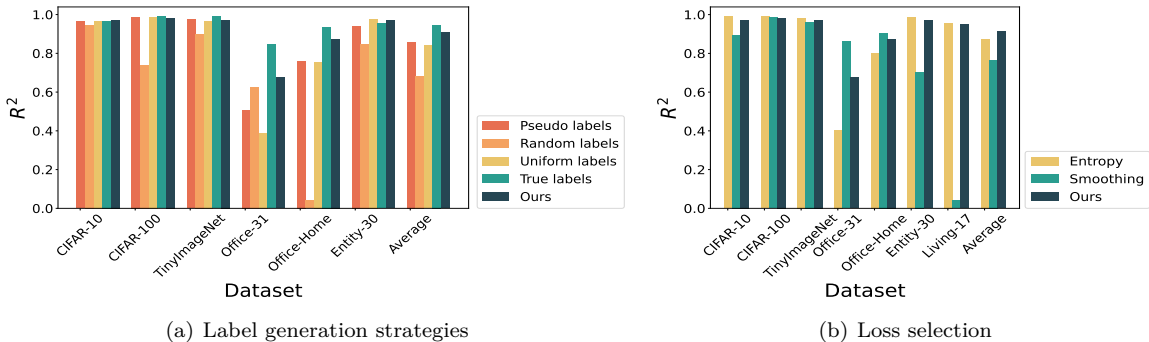 1.0
0.8
0.6
0.4
0.2
0.0
R²
CIFAR-10
CIFAR-100
TinyImageNet
Office-31
Office-Home
Entity-30
Average
Dataset
Pseudo labels
Random labels
Uniform labels
True labels
Ours
(a) Label generation strategies
1.0
0.8
0.6
0.4
0.2
0.0
R²
CIFAR-10
CIFAR-100
TinyImageNet
Office-31
Office-Home
Entity-30
Living-17
Average
Dataset
Entropy
Smoothing
Ours
(b) Loss selection